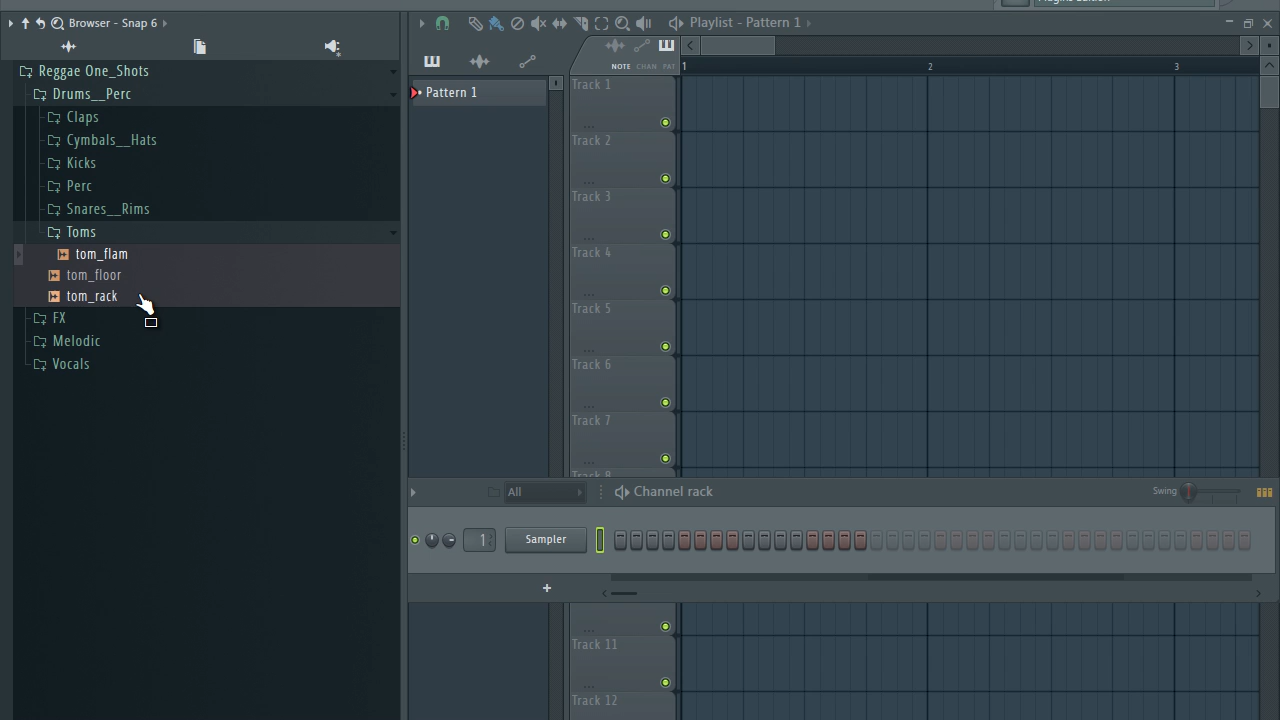 Browser - Snap 6
Reggae One_Shots
Drums__Perc
Claps
Cymbals__Hats
Kicks
Perc
Snares__Rims
Toms
tom_flam
tom_floor
tom_rack
FX
Melodic
Vocals
Playlist - Pattern 1
NOTE CHAN PAT
1 2 3
Pattern 1
Track 1
...
Track 2
...
Track 3
...
Track 4
...
Track 5
...
Track 6
...
Track 7
...
All
Channel rack
Swing
1
Sampler
+
...
Track 11
...
Track 12